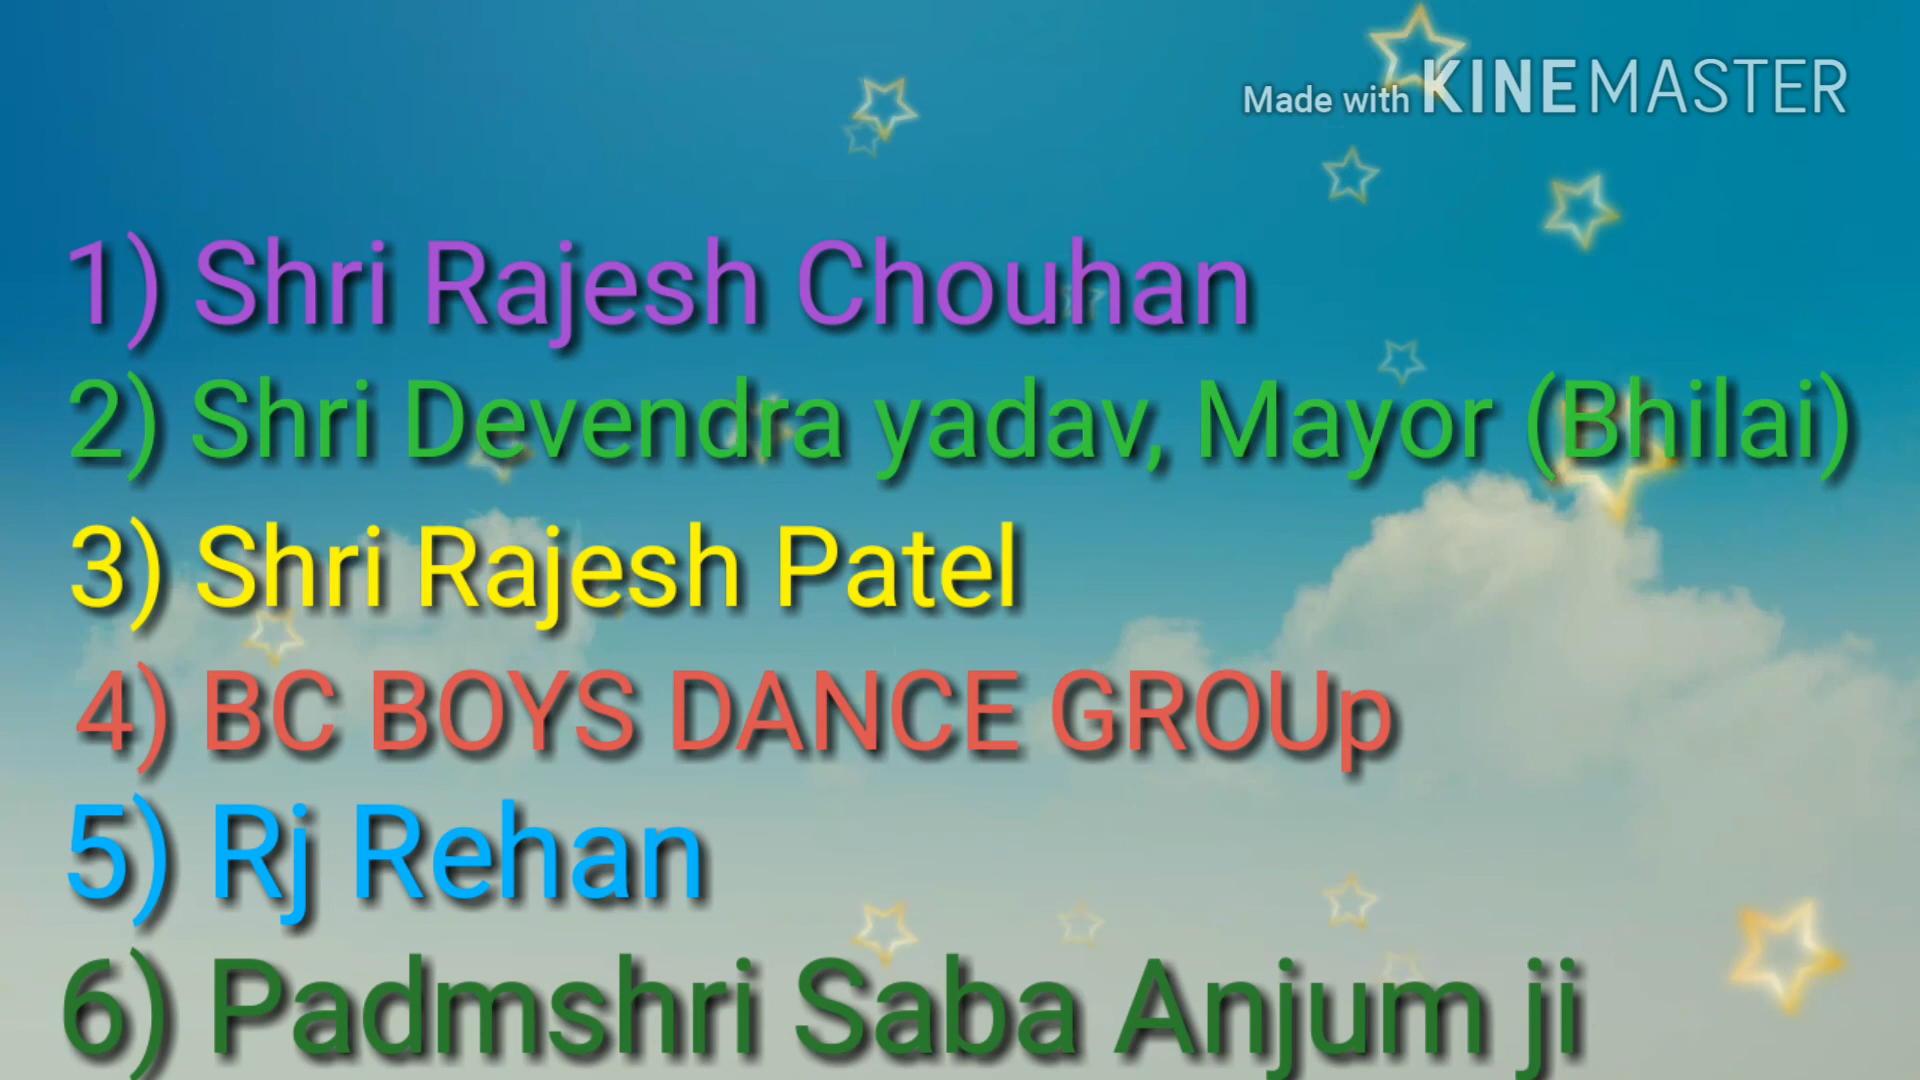 Made with KINEMASTER
1) Shri Rajesh Chouhan
2) Shri Devendra yadav, Mayor (Bhilai)
3) Shri Rajesh Patel
4) BC BOYS DANCE GROUp
5) Rj Rehan
6) Padmshri Saba Anjum ji